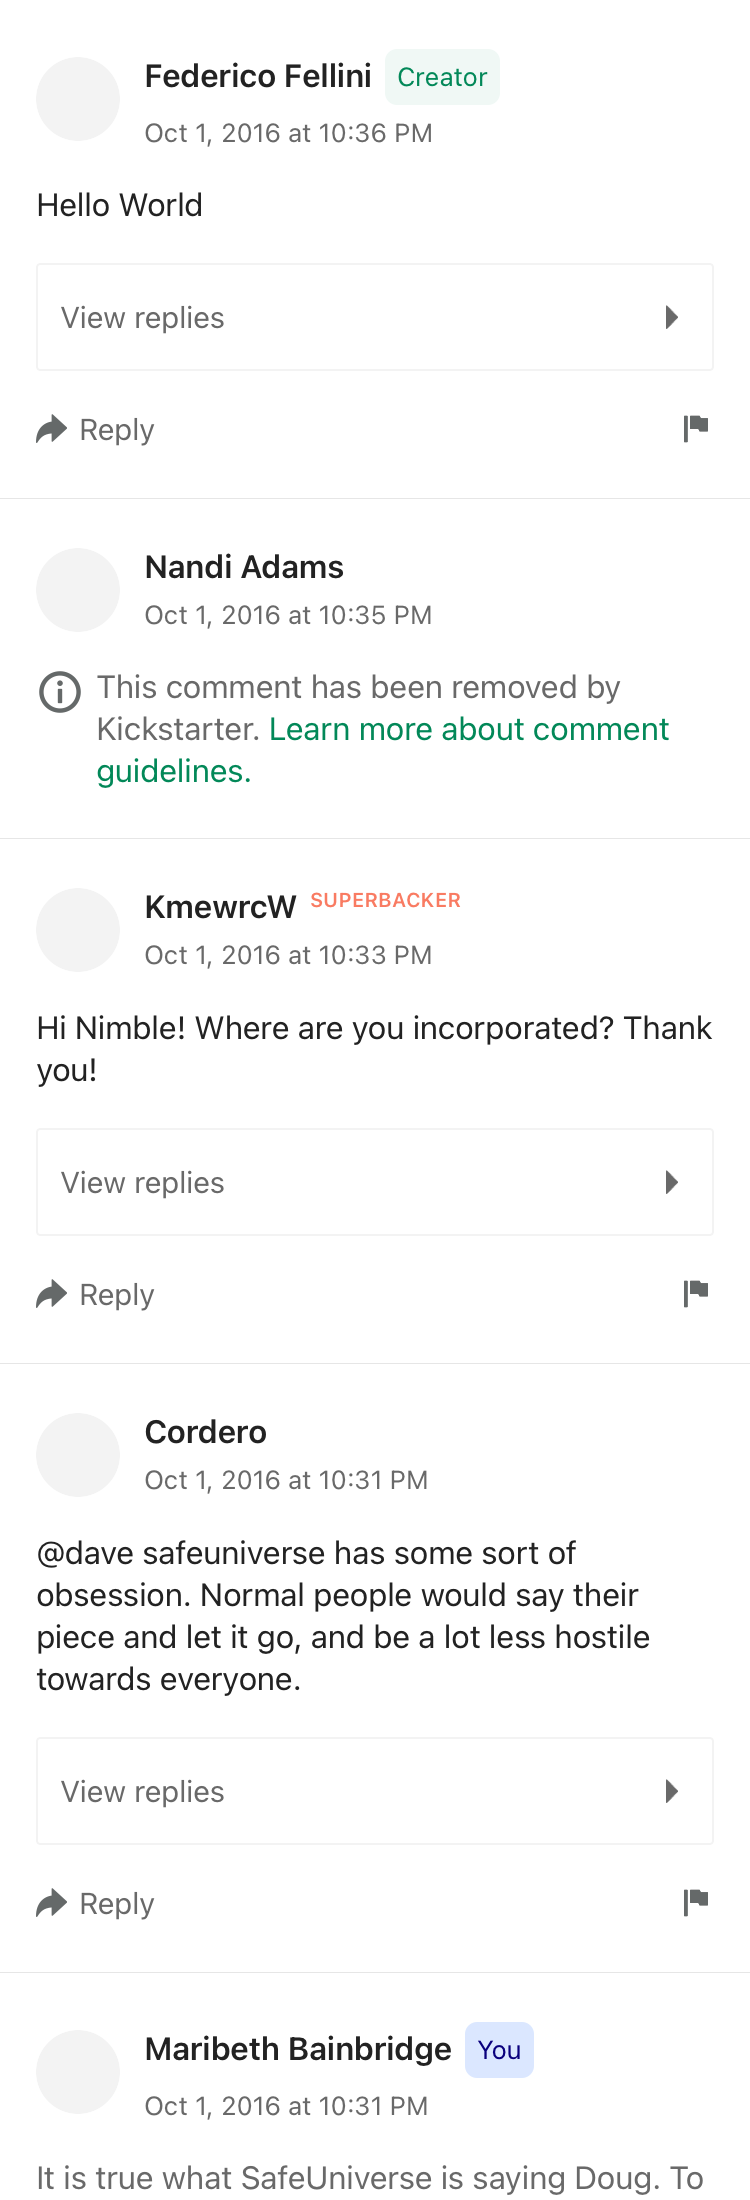 Federico Fellini Creator
Oct 1, 2016 at 10:36 PM
Hello World
View replies
Reply
Nandi Adams
Oct 1, 2016 at 10:35 PM
This comment has been removed by
Kickstarter. Learn more about comment
guidelines.
KmewrcW SUPERBACKER
Oct 1, 2016 at 10:33 PM
Hi Nimble! Where are you incorporated? Thank
you!
View replies
Reply
Cordero
Oct 1, 2016 at 10:31 PM
@dave safeuniverse has some sort of
obsession. Normal people would say their
piece and let it go, and be a lot less hostile
towards everyone.
View replies
Reply
Maribeth Bainbridge You
Oct 1, 2016 at 10:31 PM
It is true what SafeUniverse is saying Doug. To